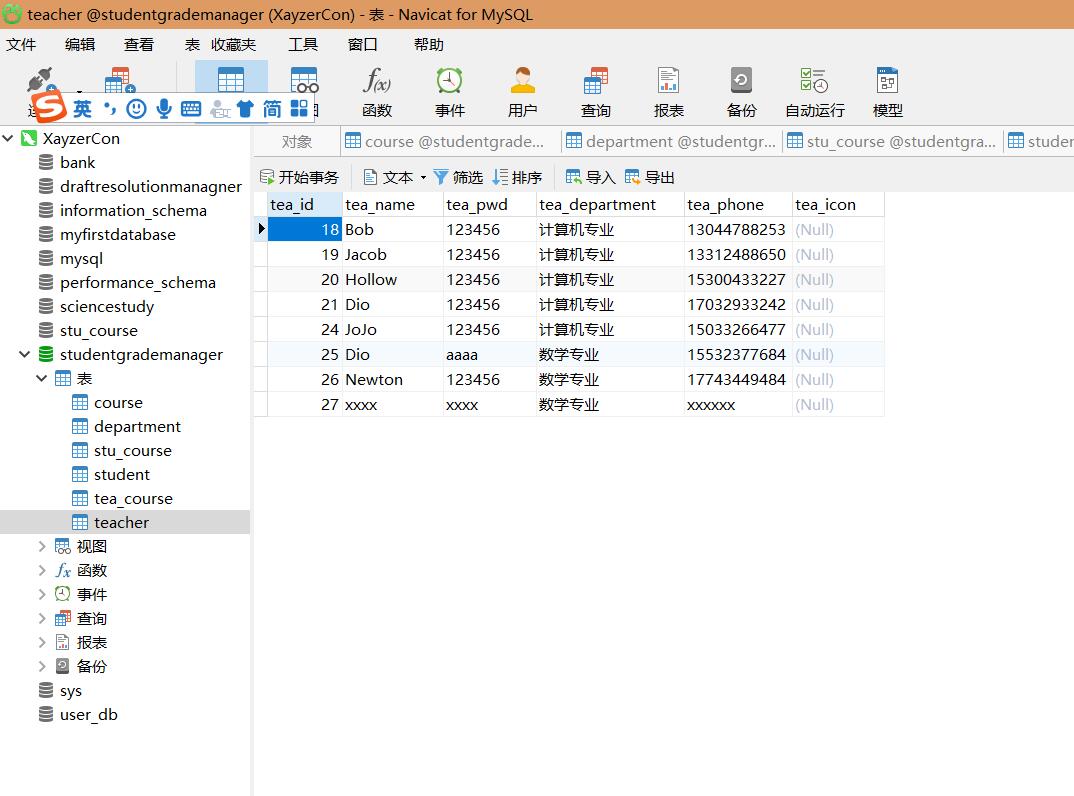 teacher @studentgrademanager (XayzerCon) - 表 - Navicat for MySQL
文件 编辑 查看 表 收藏夹 工具 窗口 帮助
函数 事件 用户 查询 报表 备份 自动运行 模型
S 英 简
XayzerCon
bank
draftresolutionmanagner
information_schema
myfirstdatabase
mysql
performance_schema
sciencestudy
stu_course
studentgrademanager
表
course
department
stu_course
student
tea_course
teacher
视图
函数
事件
查询
报表
备份
sys
user_db
对象 course @studentgrade... department @studentgr... stu_course @studentgra... studer
开始事务 文本 筛选 排序 导入 导出
tea_id tea_name tea_pwd tea_department tea_phone tea_icon
18 Bob 123456 计算机专业 13044788253 (Null)
19 Jacob 123456 计算机专业 13312488650 (Null)
20 Hollow 123456 计算机专业 15300433227 (Null)
21 Dio 123456 计算机专业 17032933242 (Null)
24 JoJo 123456 计算机专业 15033266477 (Null)
25 Dio aaaa 数学专业 15532377684 (Null)
26 Newton 123456 数学专业 17743449484 (Null)
27 xxxx xxxx 数学专业 xxxxxx (Null)